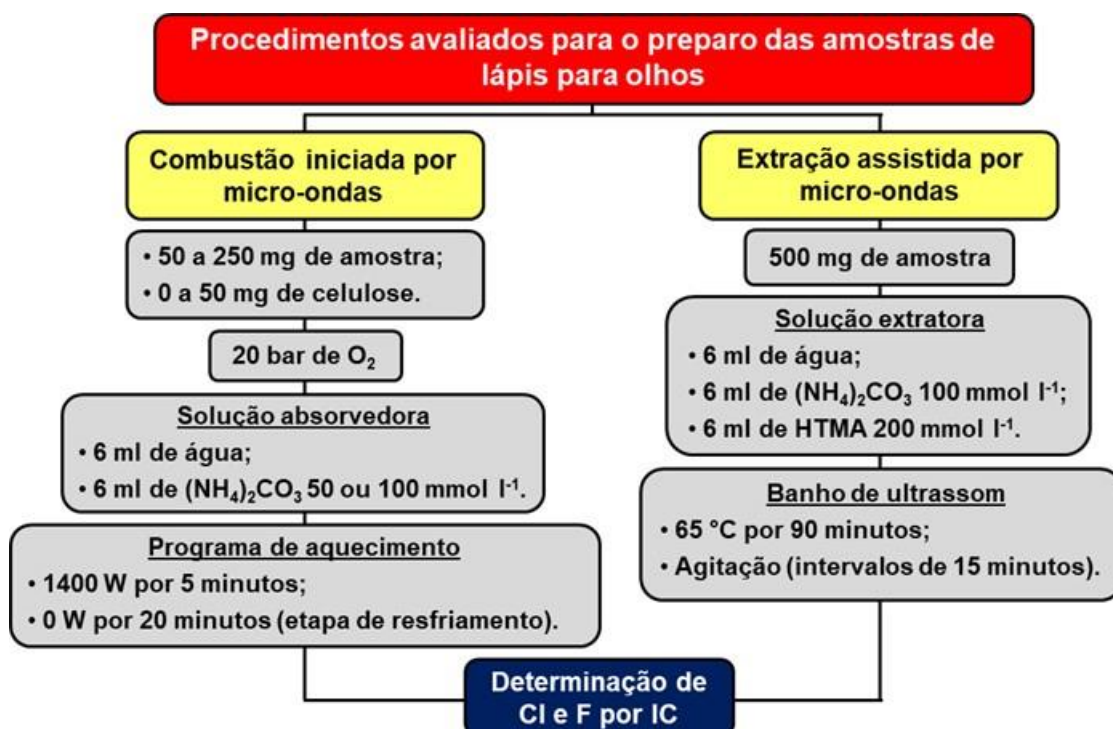 Procedimentos avaliados para o preparo das amostras de
lápis para olhos
Combustão iniciada por
micro-ondas
• 50 a 250 mg de amostra;
• 0 a 50 mg de celulose.
20 bar de O₂
Solução absorvedora
• 6 ml de água;
• 6 ml de (NH₄)₂CO₃ 50 ou 100 mmol l⁻¹.
Programa de aquecimento
• 1400 W por 5 minutos;
• 0 W por 20 minutos (etapa de resfriamento).
Extração assistida por
micro-ondas
500 mg de amostra
Solução extratora
• 6 ml de água;
• 6 ml de (NH₄)₂CO₃ 100 mmol l⁻¹;
• 6 ml de HTMA 200 mmol l⁻¹.
Banho de ultrassom
• 65 °C por 90 minutos;
• Agitação (intervalos de 15 minutos).
Determinação de
Cl e F por IC